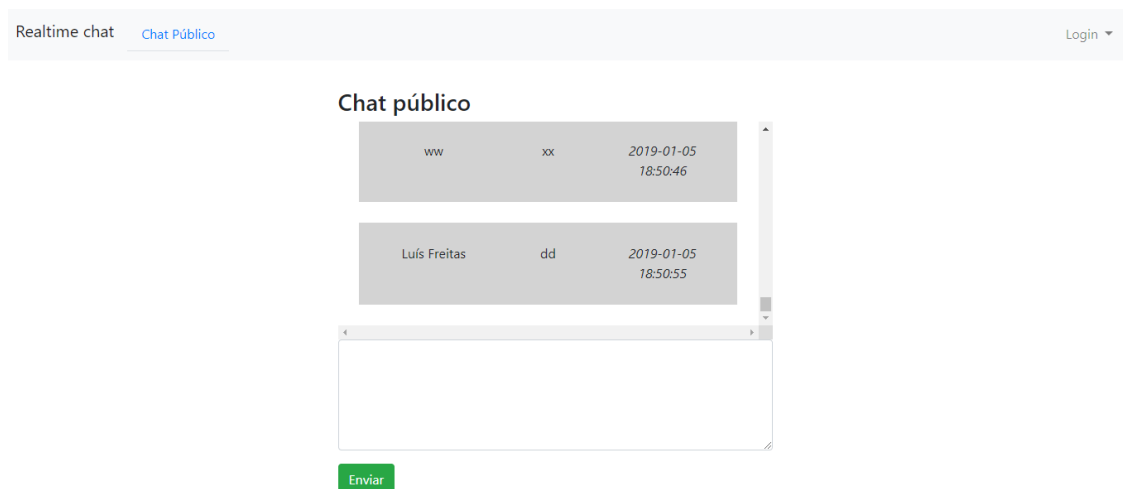 Realtime chat Chat Público Login
Chat público
ww xx 2019-01-05
18:50:46
Luís Freitas dd 2019-01-05
18:50:55
Enviar